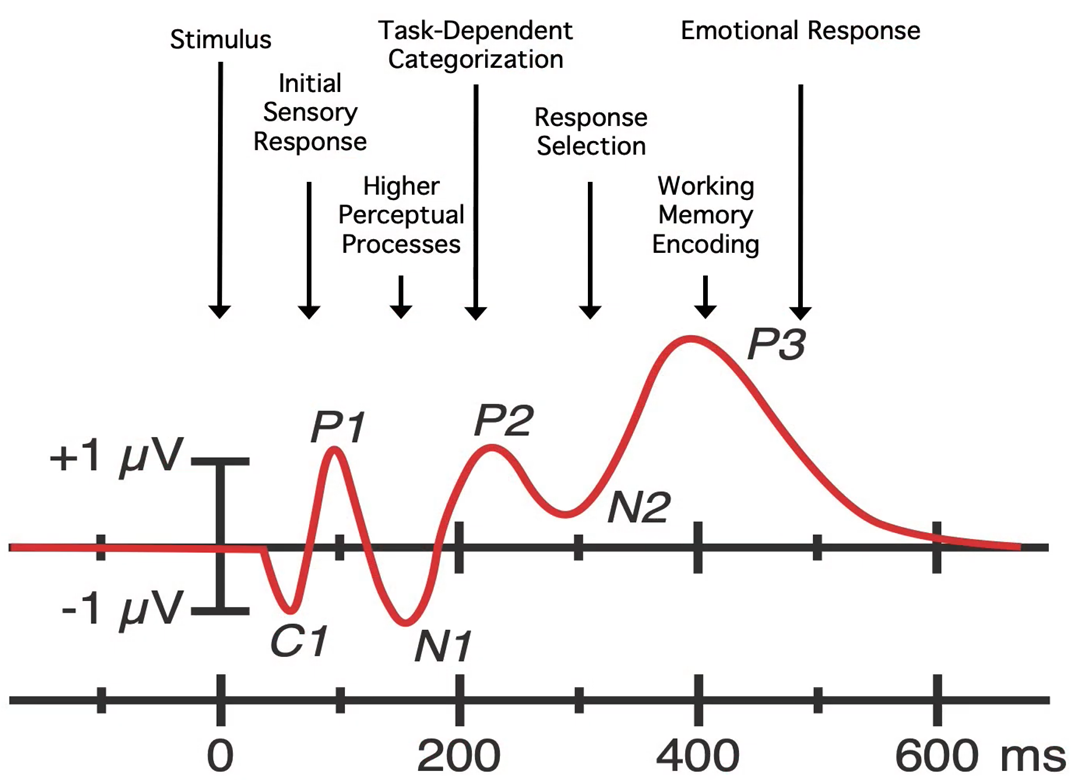 Stimulus
Initial
Sensory
Response
Higher
Perceptual
Processes
Task-Dependent
Categorization
Response
Selection
Working
Memory
Encoding
Emotional Response
+1 µV
-1 µV
C1
P1
N1
P2
N2
P3
0 200 400 600 ms